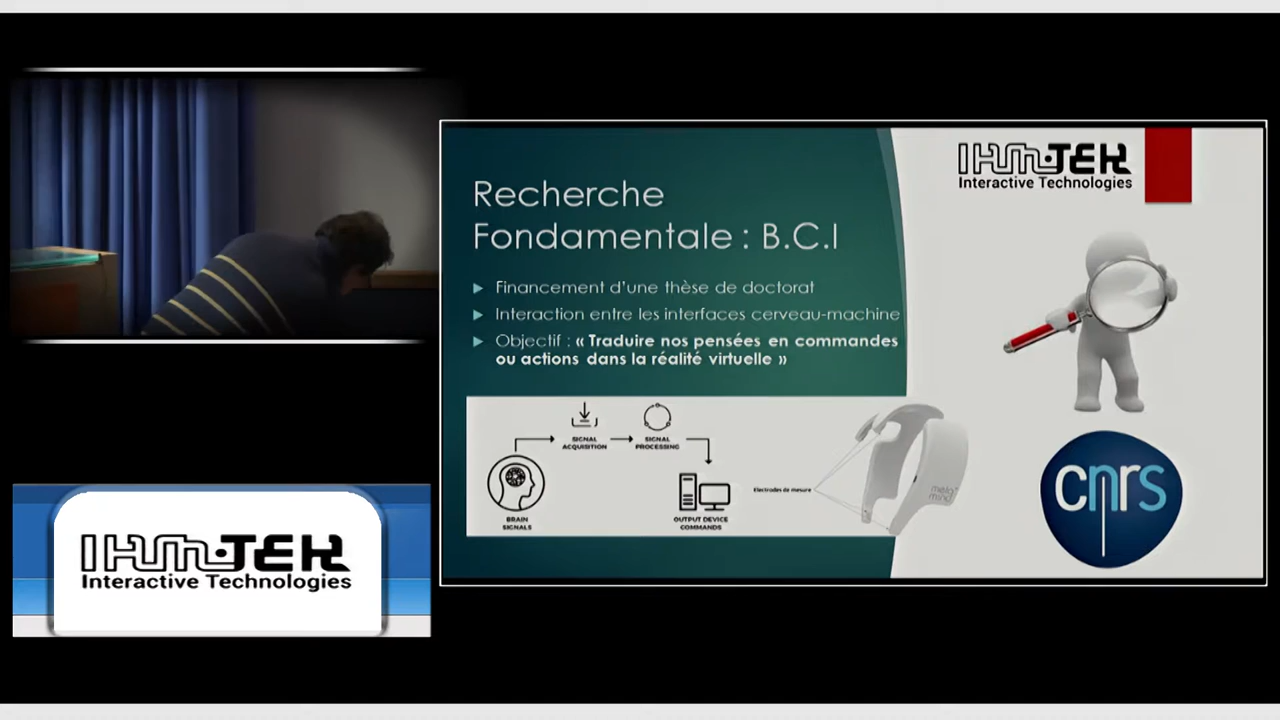 IHM-TEK
Interactive Technologies
Recherche
Fondamentale : B.C.I
Financement d'une thèse de doctorat
Interaction entre les interfaces cerveau-machine
Objectif : « Traduire nos pensées en commandes
ou actions dans la réalité virtuelle »
SIGNAL
ACQUISITION
SIGNAL
PROCESSING
BRAIN
SIGNALS
OUTPUT DEVICE
COMMANDS
Electrodes de mesure
cnrs
IHM-TEK
Interactive Technologies